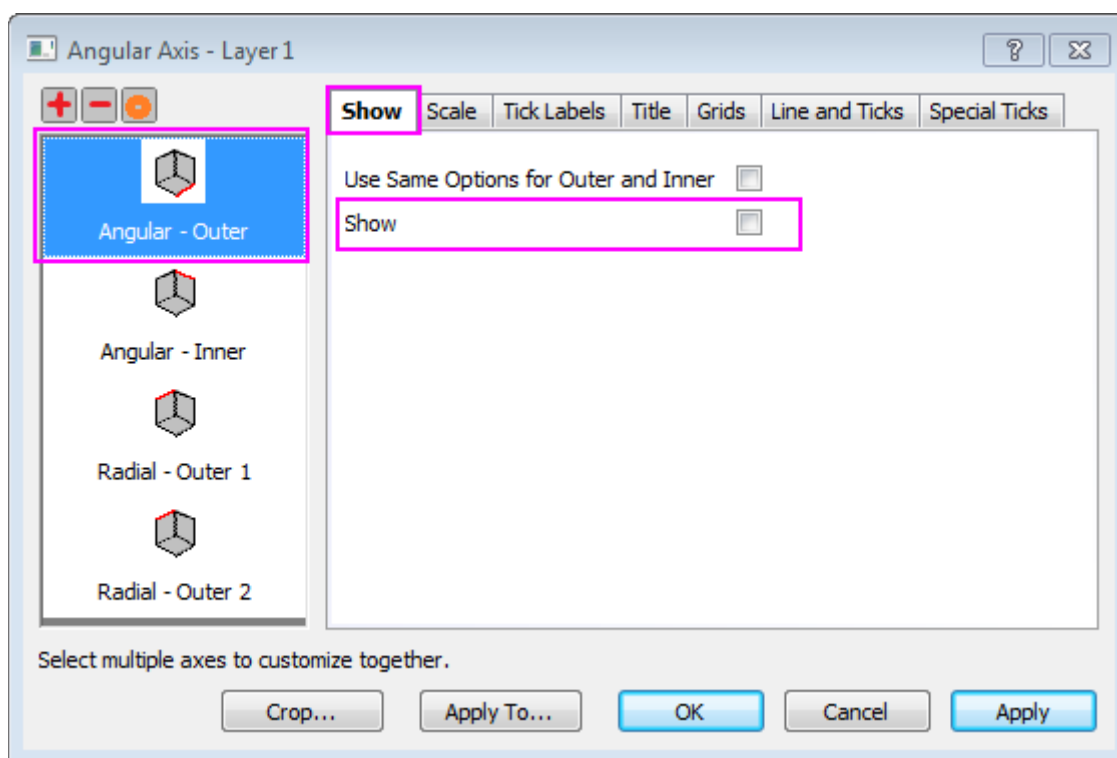 Angular Axis - Layer 1
Show Scale Tick Labels Title Grids Line and Ticks Special Ticks
Angular - Outer
Angular - Inner
Radial - Outer 1
Radial - Outer 2
Use Same Options for Outer and Inner
Show
Select multiple axes to customize together.
Crop... Apply To... OK Cancel Apply